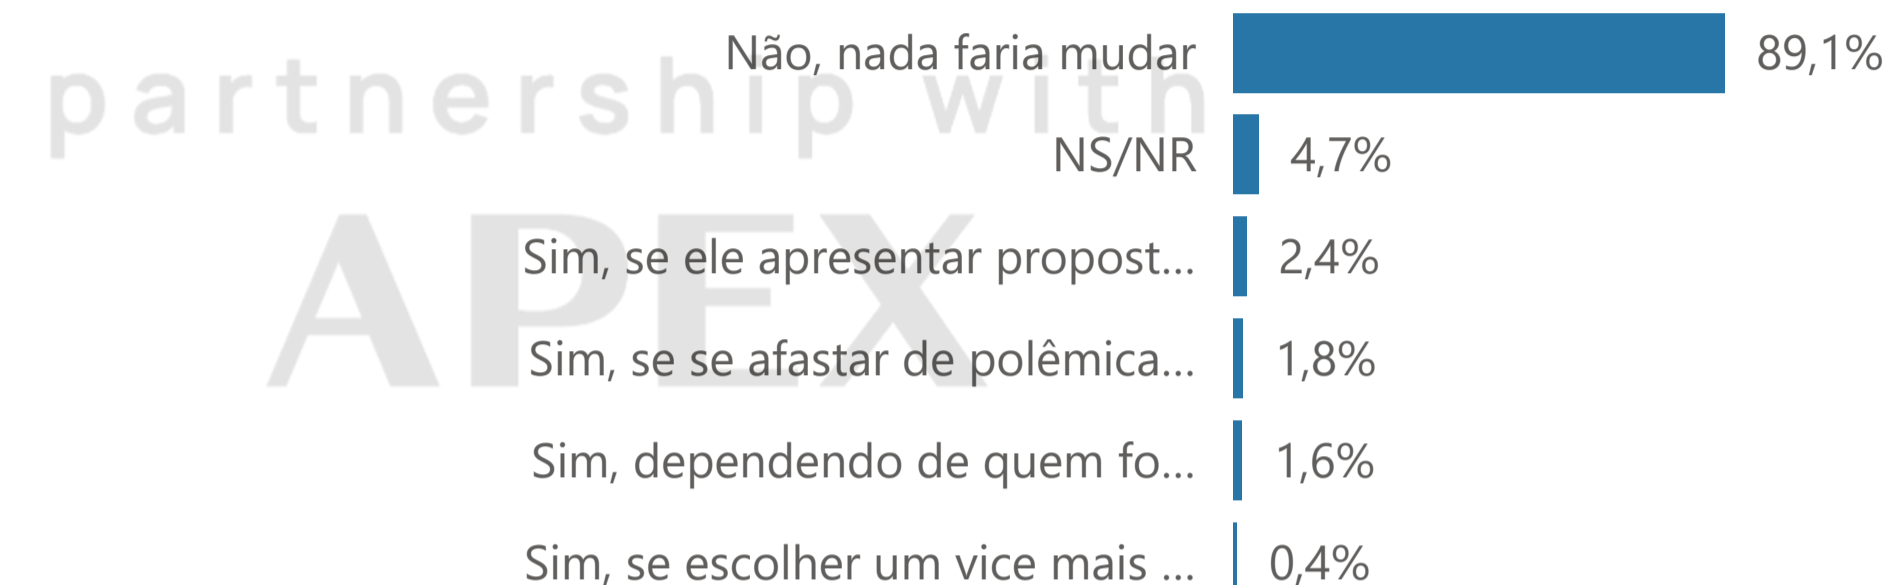 partnership with
APEX
Não, nada faria mudar 89,1%
NS/NR 4,7%
Sim, se ele apresentar propost... 2,4%
Sim, se se afastar de polêmica... 1,8%
Sim, dependendo de quem fo... 1,6%
Sim, se escolher um vice mais ... 0,4%